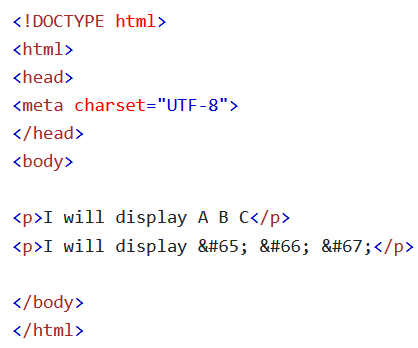 <!DOCTYPE html>
<html>
<head>
<meta charset="UTF-8">
</head>
<body>
<p>I will display A B C</p>
<p>I will display &#65; &#66; &#67;</p>
</body>
</html>